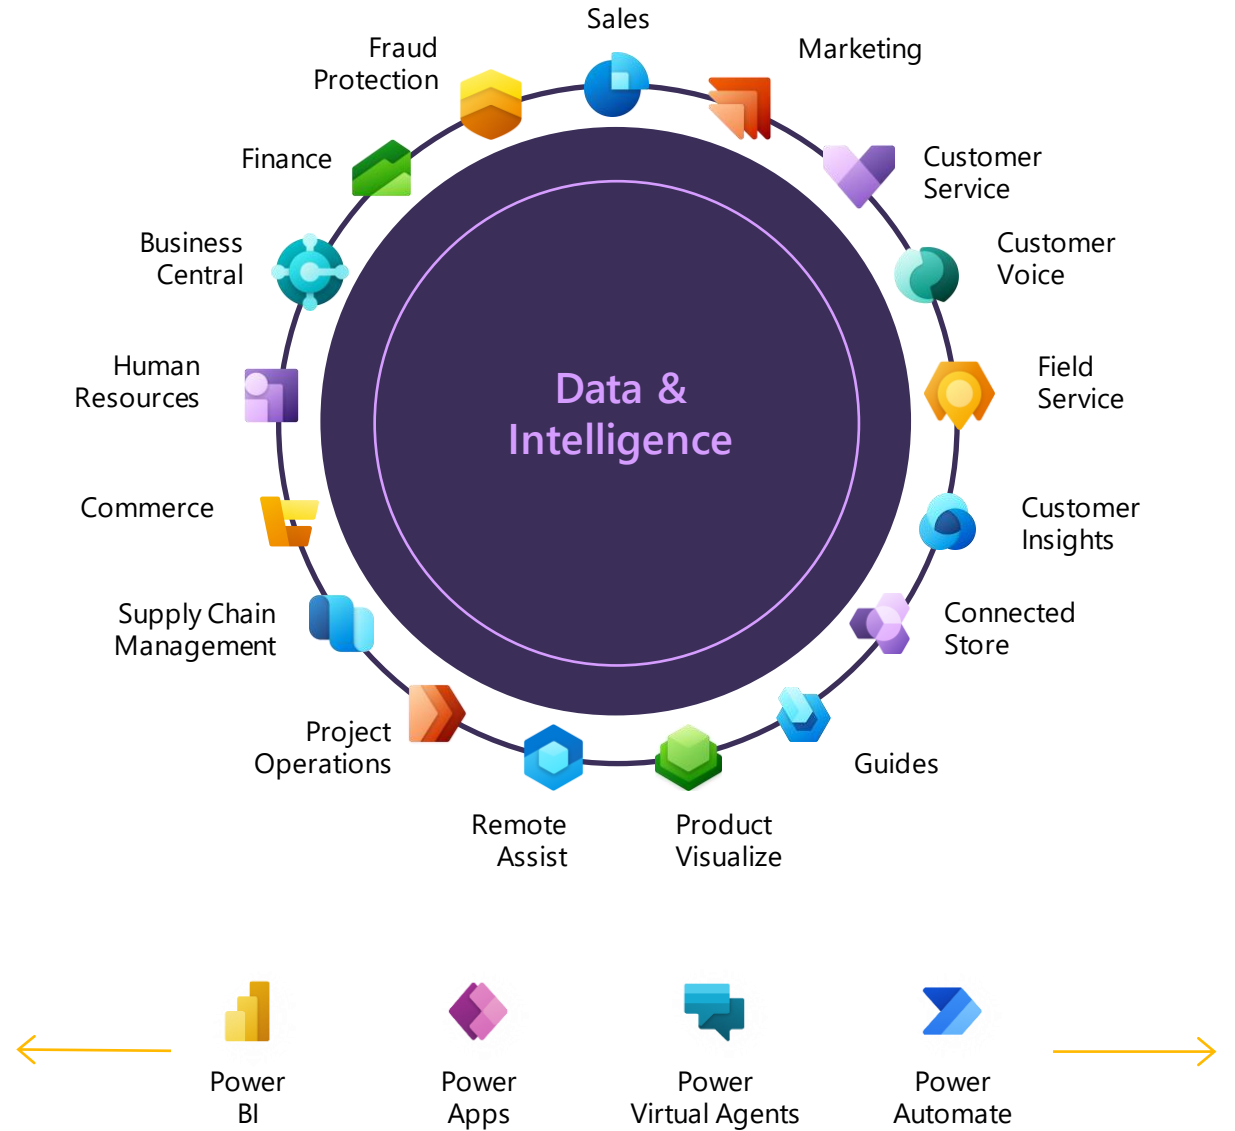 Sales
Fraud
Protection
Marketing
Finance
Customer
Service
Business
Central
Customer
Voice
Human
Resources
Field
Service
Data &
Intelligence
Commerce
Customer
Insights
Supply Chain
Management
Connected
Store
Project
Operations
Guides
Remote
Assist
Product
Visualize
Power
BI
Power
Apps
Power
Virtual Agents
Power
Automate